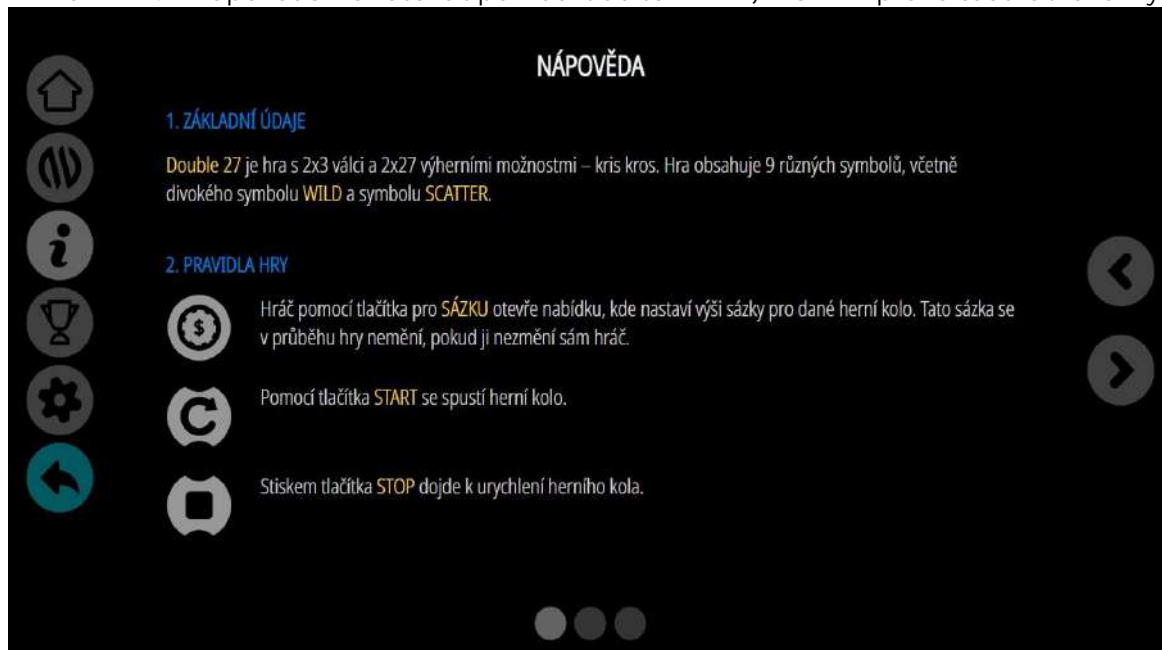 NÁPOVĚDA
1. ZÁKLADNÍ ÚDAJE
Double 27 je hra s 2x3 válci a 2x27 výherními možnostmi – kris kros. Hra obsahuje 9 různých symbolů, včetně
divokého symbolu WILD a symbolu SCATTER.
2. PRAVIDLA HRY
Hráč pomocí tlačítka pro SÁZKU otevře nabídku, kde nastaví výši sázky pro dané herní kolo. Tato sázka se
v průběhu hry nemění, pokud ji nezmění sám hráč.
Pomocí tlačítka START se spustí herní kolo.
Stiskem tlačítka STOP dojde k urychlení herního kola.